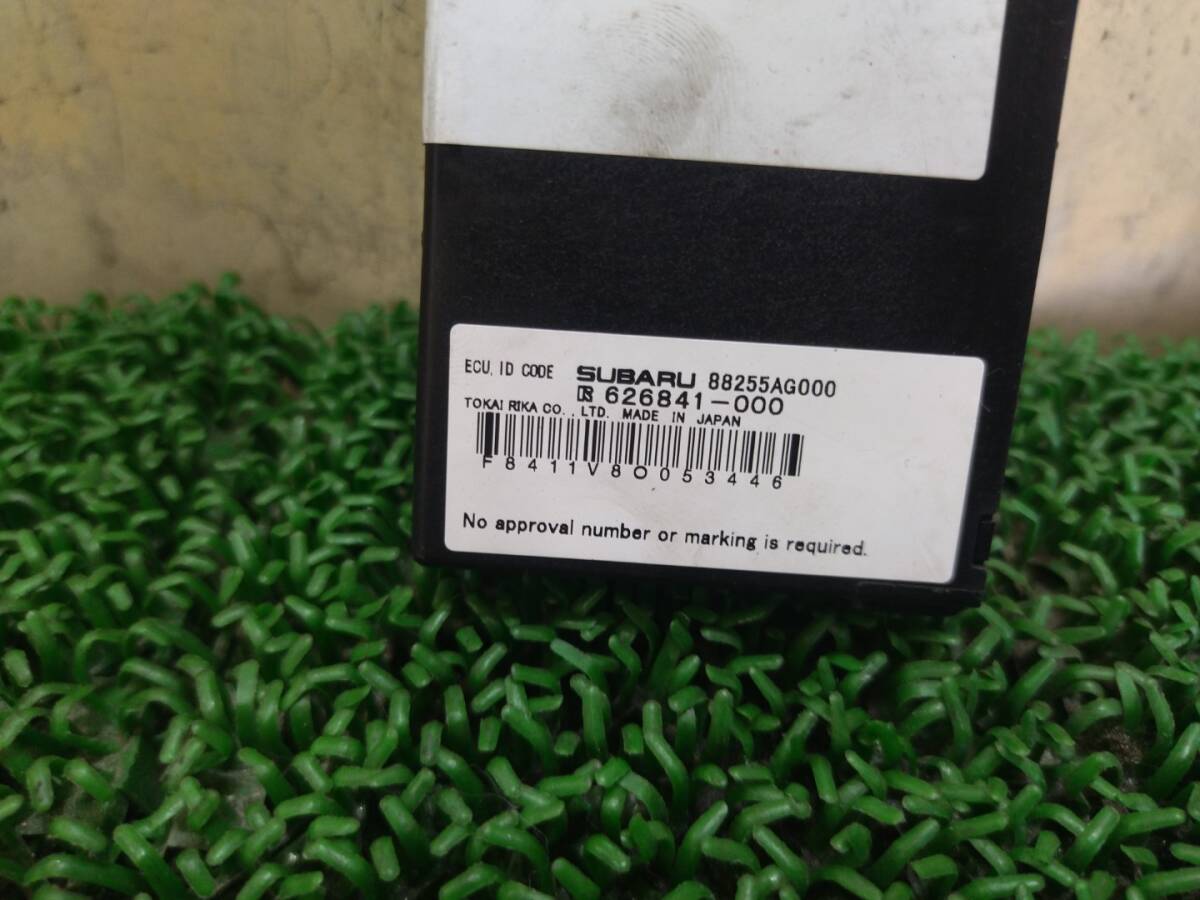 ECU. ID CODE SUBARU 88255AG000
R 626841-000
TOKAI RIKA CO., LTD. MADE IN JAPAN
F8411V8O053446
No approval number or marking is required.